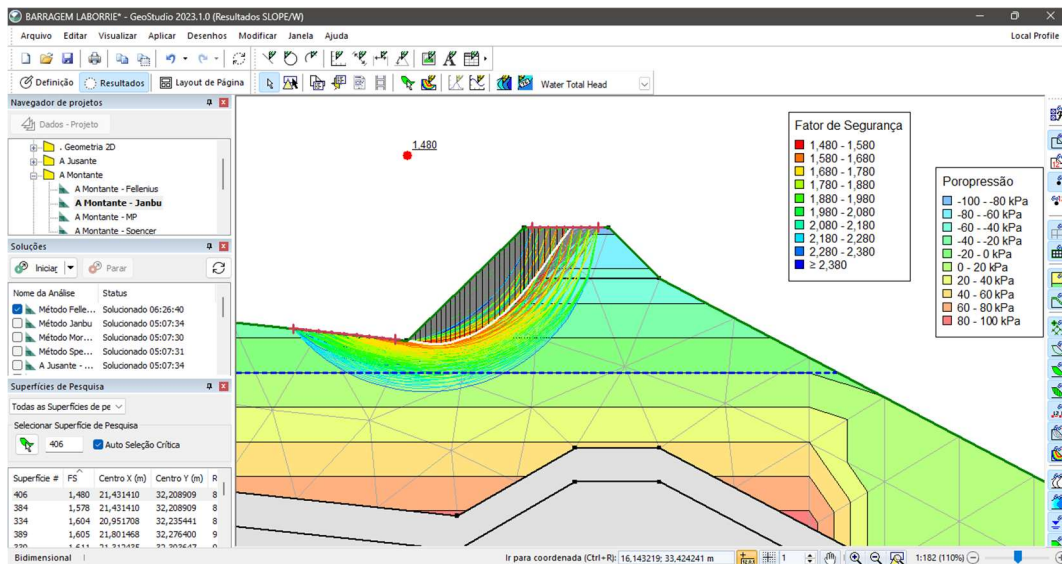 BARRAGEM LABORRIE* - GeoStudio 2023.1.0 (Resultados SLOPE/W)
Arquivo Editar Visualizar Aplicar Desenhos Modificar Janela Ajuda
Local Profile
Definição Resultados Layout de Página Water Total Head
Navegador de projetos
Dados - Projeto
. Geometria 2D
A Jusante
A Montante
A Montante - Fellenius
A Montante - Janbu
A Montante - MP
A Montante - Spencer
Soluções
Iniciar Parar
Nome da Análise Status
Método Felle... Solucionado 06:26:40
Método Janbu Solucionado 05:07:34
Método Mor... Solucionado 05:07:30
Método Spe... Solucionado 05:07:31
A Jusante - ... Solucionado 05:07:34
Superfícies de Pesquisa
Todas as Superfícies de pe
Selecionar Superfície de Pesquisa
406 Auto Seleção Crítica
Superfície # FS Centro X (m) Centro Y (m) R
406 1,480 21,431410 32,208909 8
384 1,578 21,431410 32,208909 8
334 1,604 20,951708 32,235441 8
389 1,605 21,801468 32,276400 9
1.480
Fator de Segurança
1,480 - 1,580
1,580 - 1,680
1,680 - 1,780
1,780 - 1,880
1,880 - 1,980
1,980 - 2,080
2,080 - 2,180
2,180 - 2,280
2,280 - 2,380
≥ 2,380
Poropressão
-100 - -80 kPa
-80 - -60 kPa
-60 - -40 kPa
-40 - -20 kPa
-20 - 0 kPa
0 - 20 kPa
20 - 40 kPa
40 - 60 kPa
60 - 80 kPa
80 - 100 kPa
Bidimensional
Ir para coordenada (Ctrl+R): 16,143219; 33,424241 m 1 1:182 (110%)